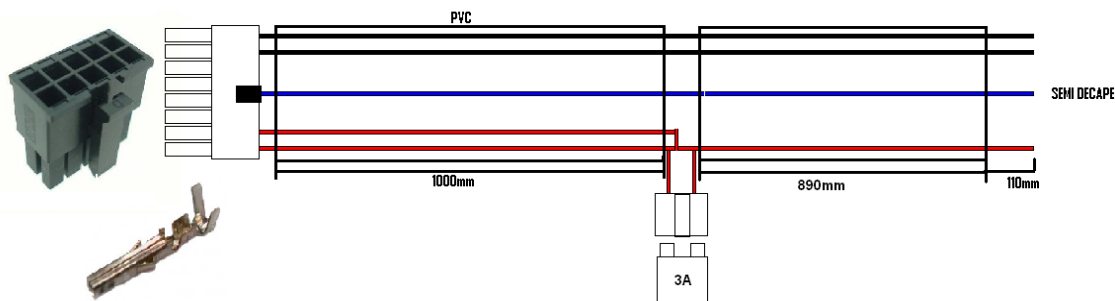 PVC
SEMI DECAPE
1000mm
890mm
110mm
3A